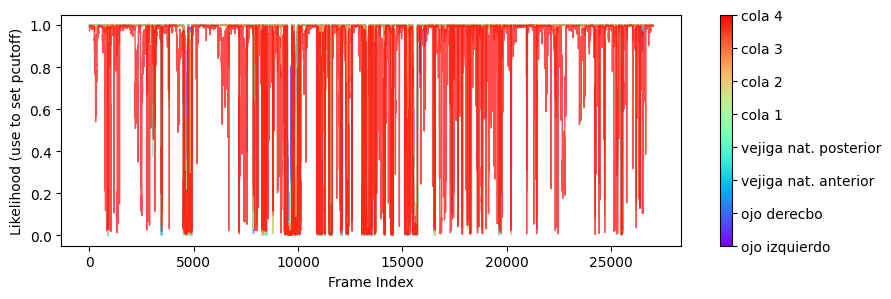 Likelihood (use to set pcutoff)
1.0
0.8
0.6
0.4
0.2
0.0
0
5000
10000
15000
20000
25000
Frame Index
cola 4
cola 3
cola 2
cola 1
vejiga nat. posterior
vejiga nat. anterior
ojo derecbo
ojo izquierdo